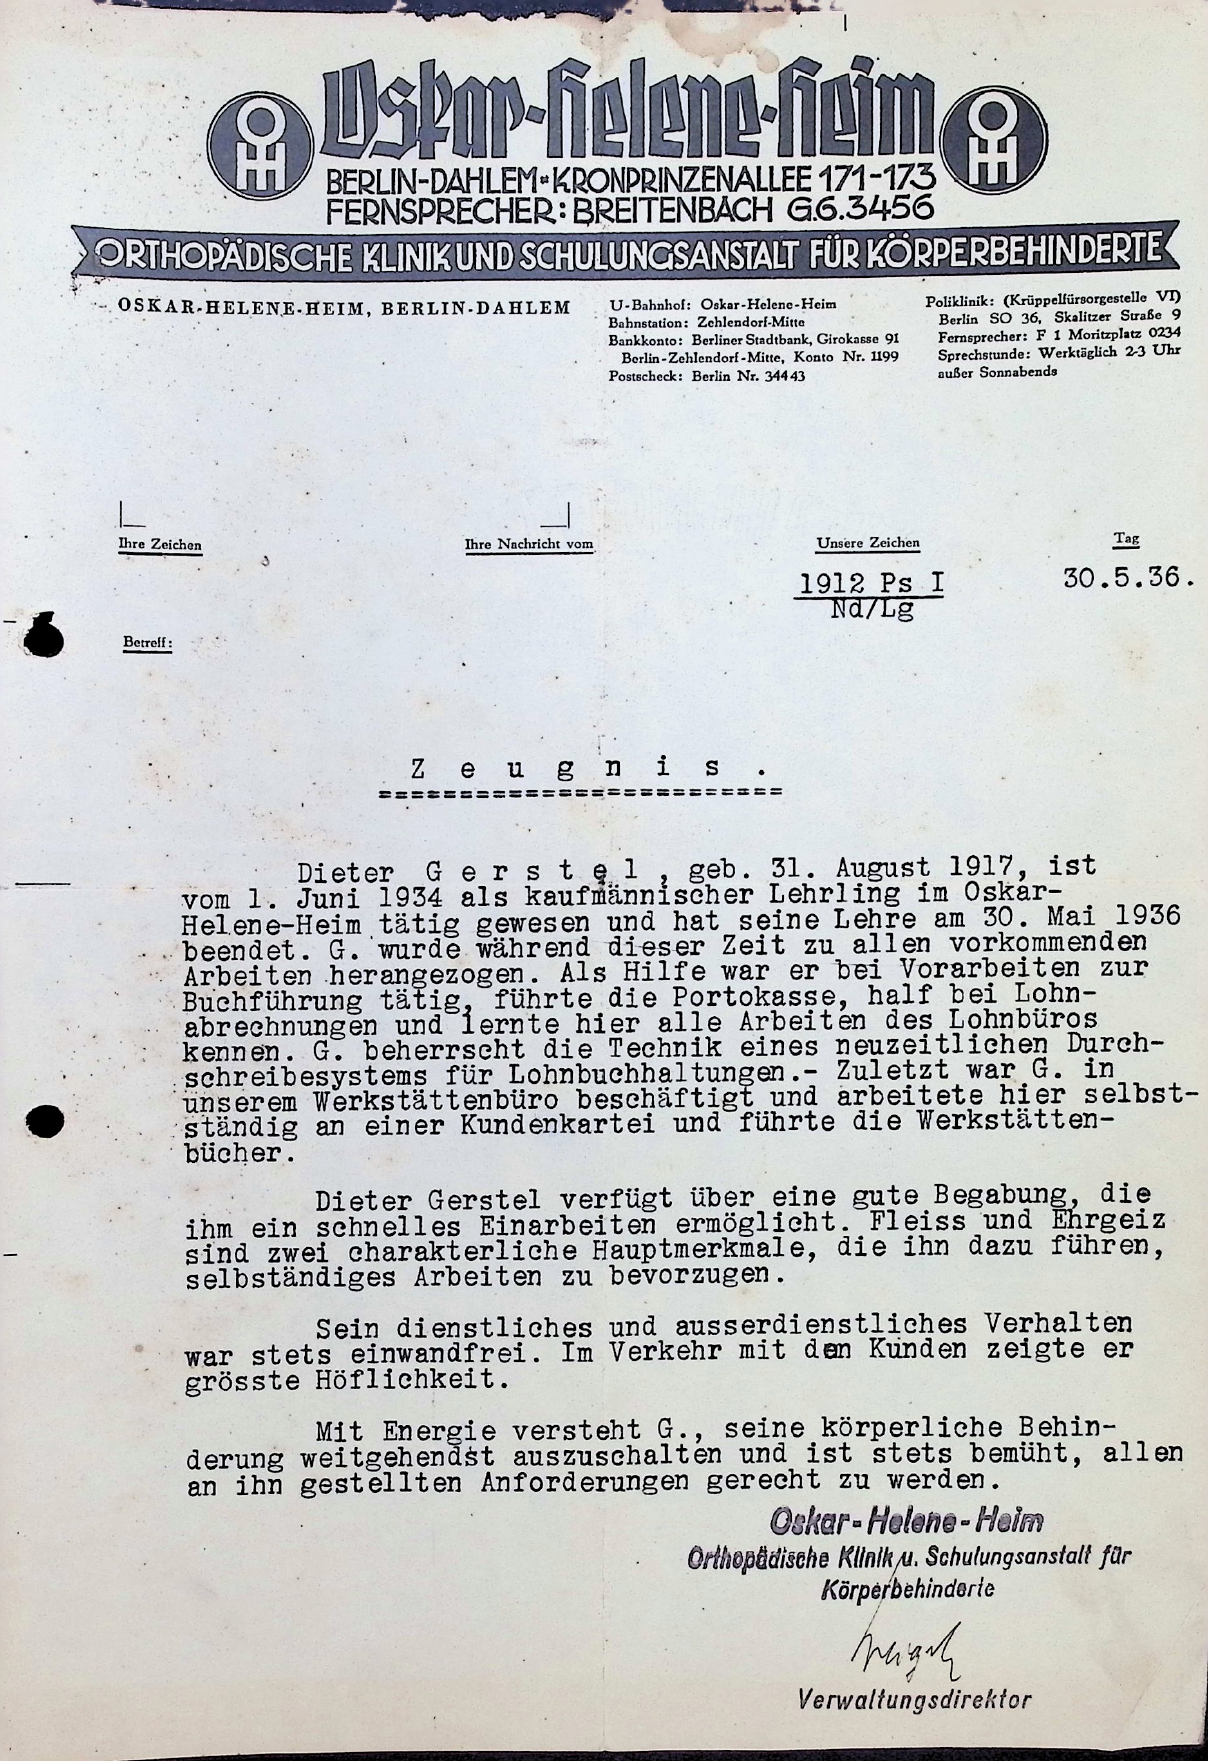 Oskar-Helene-Heim
BERLIN-DAHLEM * KRONPRINZENALLEE 171-173
FERNSPRECHER: BREITENBACH G.6.3456
ORTHOPÄDISCHE KLINIK UND SCHULUNGSANSTALT FÜR KÖRPERBEHINDERTE
OSKAR-HELENE-HEIM, BERLIN-DAHLEM
U-Bahnhof: Oskar-Helene-Heim
Bahnstation: Zehlendorf-Mitte
Bankkonto: Berliner Stadtbank, Girokasse 91
Berlin-Zehlendorf-Mitte, Konto Nr. 1199
Postscheck: Berlin Nr. 34443
Poliklinik: (Krüppelfürsorgestelle VI)
Berlin SO 36, Skalitzer Straße 9
Fernsprecher: F 1 Moritzplatz 0234
Sprechstunde: Werktäglich 2-3 Uhr
außer Sonnabends
Ihre Zeichen Ihre Nachricht vom Unsere Zeichen Tag
1912 Ps I 30.5.36.
Nd/Lg
Betreff:
Z e u g n i s .
=========================
Dieter G e r s t e l , geb. 31. August 1917, ist
vom 1. Juni 1934 als kaufmännischer Lehrling im Oskar-
Helene-Heim tätig gewesen und hat seine Lehre am 30. Mai 1936
beendet. G. wurde während dieser Zeit zu allen vorkommenden
Arbeiten herangezogen. Als Hilfe war er bei Vorarbeiten zur
Buchführung tätig, führte die Portokasse, half bei Lohn-
abrechnungen und lernte hier alle Arbeiten des Lohnbüros
kennen. G. beherrscht die Technik eines neuzeitlichen Durch-
schreibesystems für Lohnbuchhaltungen.- Zuletzt war G. in
unserem Werkstättenbüro beschäftigt und arbeitete hier selbst-
ständig an einer Kundenkartei und führte die Werkstätten-
bücher.
Dieter Gerstel verfügt über eine gute Begabung, die
ihm ein schnelles Einarbeiten ermöglicht. Fleiss und Ehrgeiz
sind zwei charakterliche Hauptmerkmale, die ihn dazu führen,
selbständiges Arbeiten zu bevorzugen.
Sein dienstliches und ausserdienstliches Verhalten
war stets einwandfrei. Im Verkehr mit den Kunden zeigte er
grösste Höflichkeit.
Mit Energie versteht G., seine körperliche Behin-
derung weitgehendst auszuschalten und ist stets bemüht, allen
an ihn gestellten Anforderungen gerecht zu werden.
Oskar-Helene-Heim
Orthopädische Klinik u. Schulungsanstalt für
Körperbehinderte
Verwaltungsdirektor